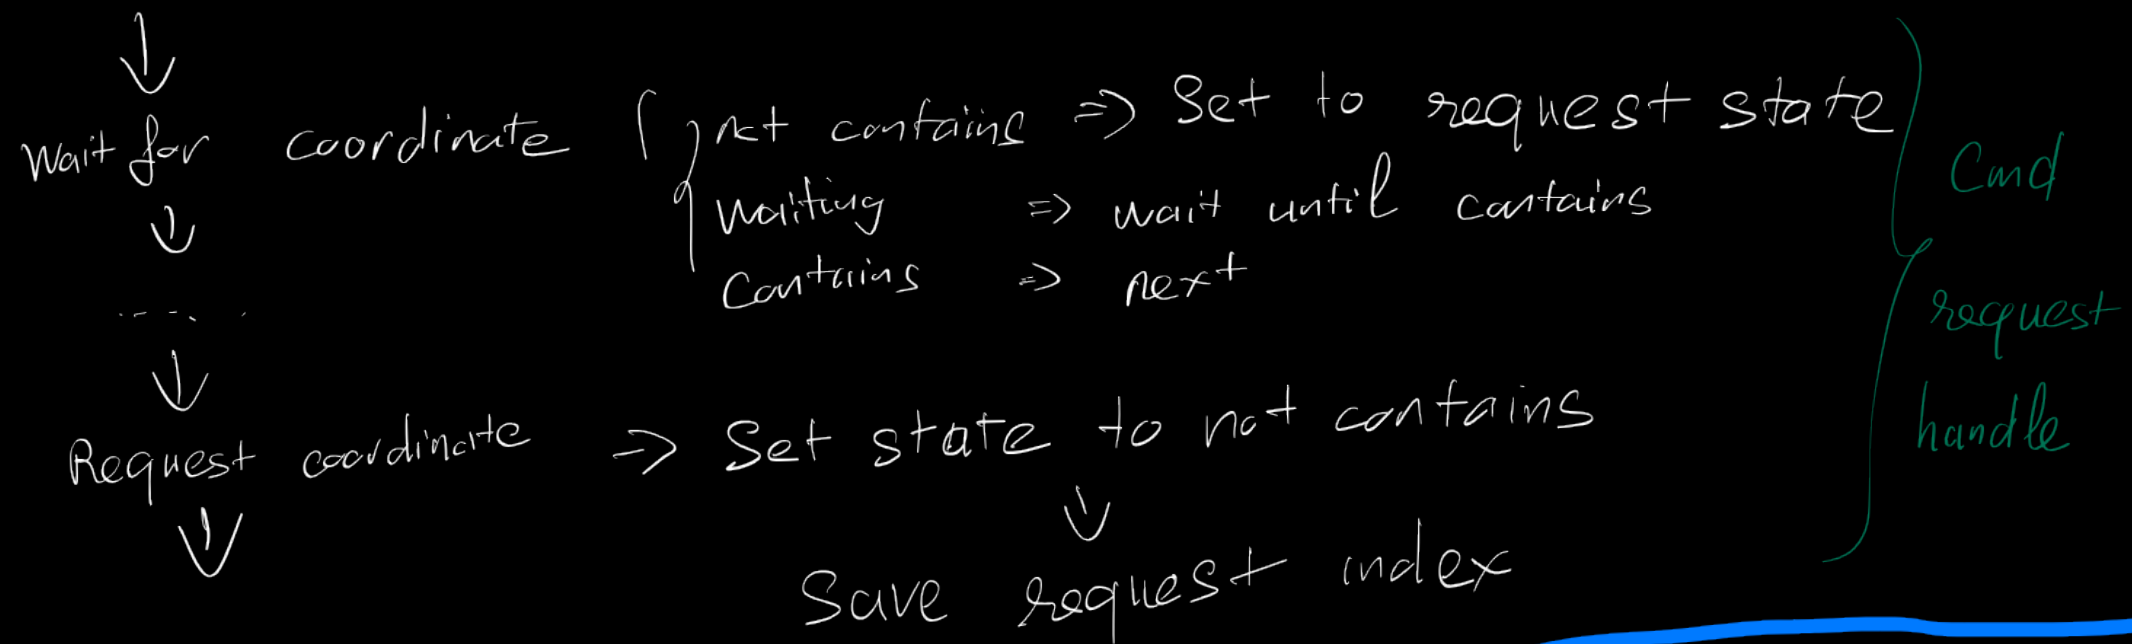 Wait for coordinate { not contains => Set to request state
Waiting => wait until contains
Contains => next
Request coordinate => Set state to not contains
Save request index
Cmd
request
handle